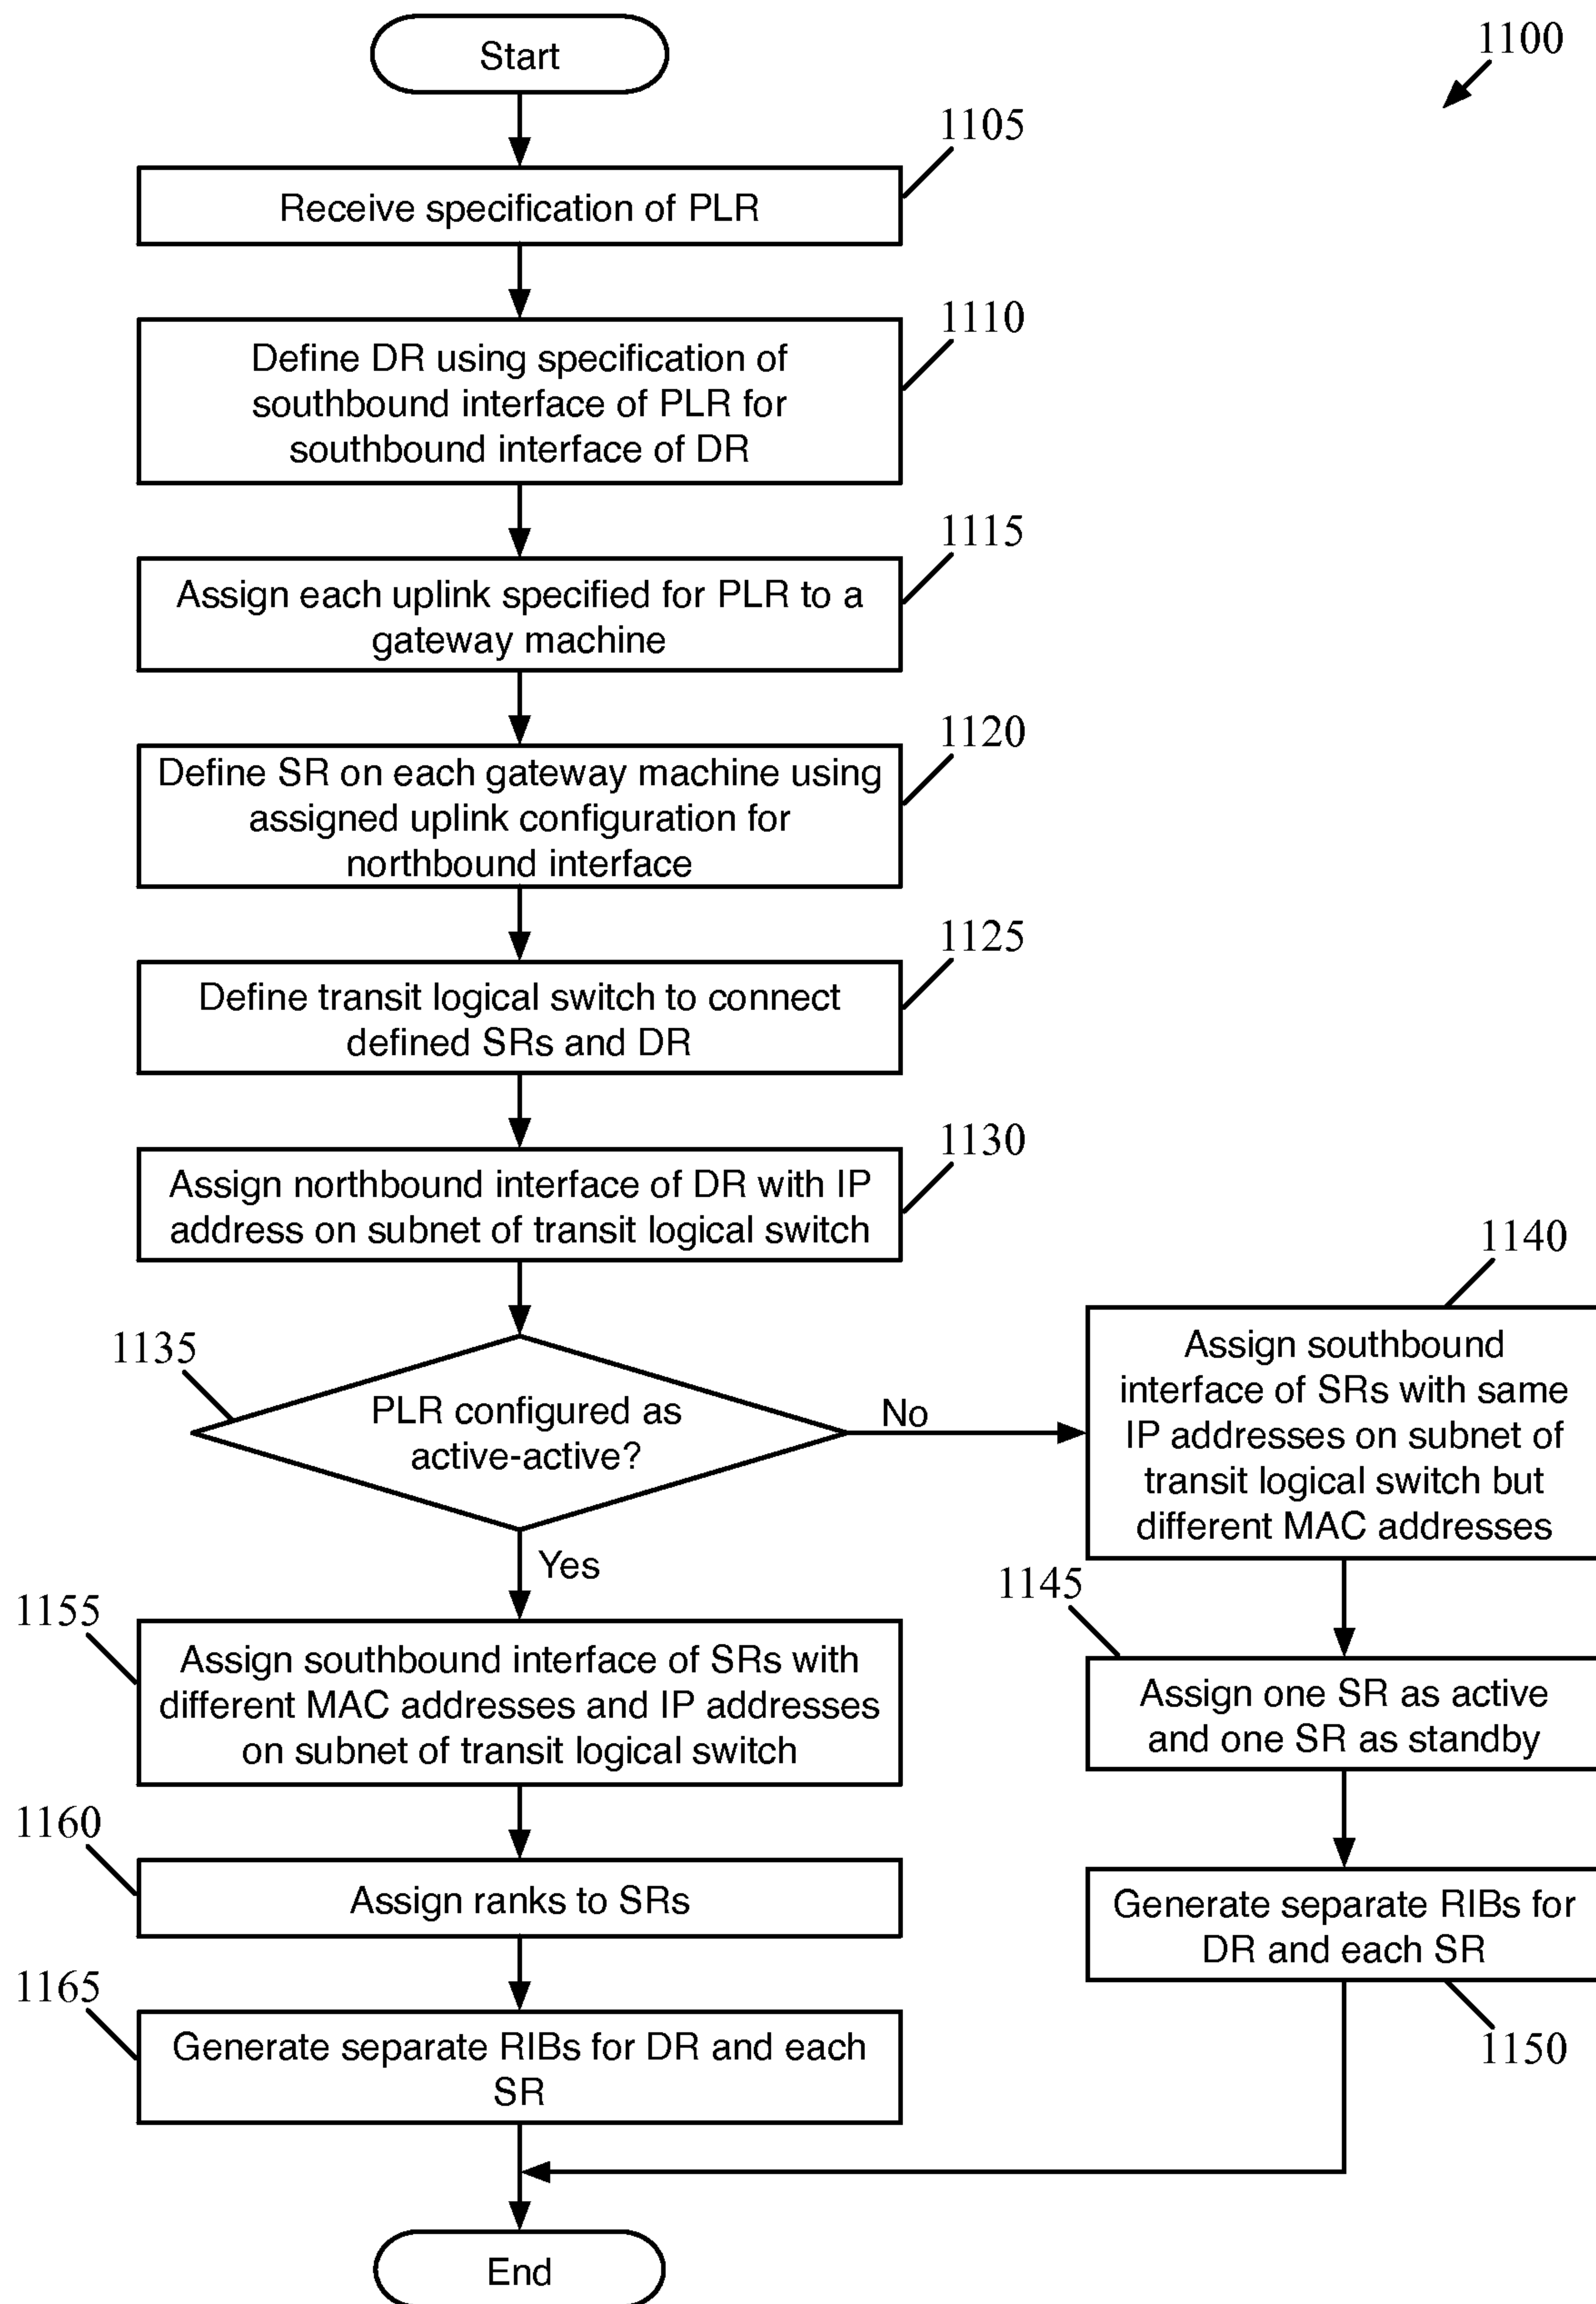 Start
1100
1105
Receive specification of PLR
1110
Define DR using specification of
southbound interface of PLR for
southbound interface of DR
1115
Assign each uplink specified for PLR to a
gateway machine
1120
Define SR on each gateway machine using
assigned uplink configuration for
northbound interface
1125
Define transit logical switch to connect
defined SRs and DR
1130
Assign northbound interface of DR with IP
address on subnet of transit logical switch
1135
PLR configured as
active-active?
No
1140
Assign southbound
interface of SRs with same
IP addresses on subnet of
transit logical switch but
different MAC addresses
1145
Assign one SR as active
and one SR as standby
Generate separate RIBs for
DR and each SR
1150
Yes
1155
Assign southbound interface of SRs with
different MAC addresses and IP addresses
on subnet of transit logical switch
1160
Assign ranks to SRs
1165
Generate separate RIBs for DR and each
SR
End